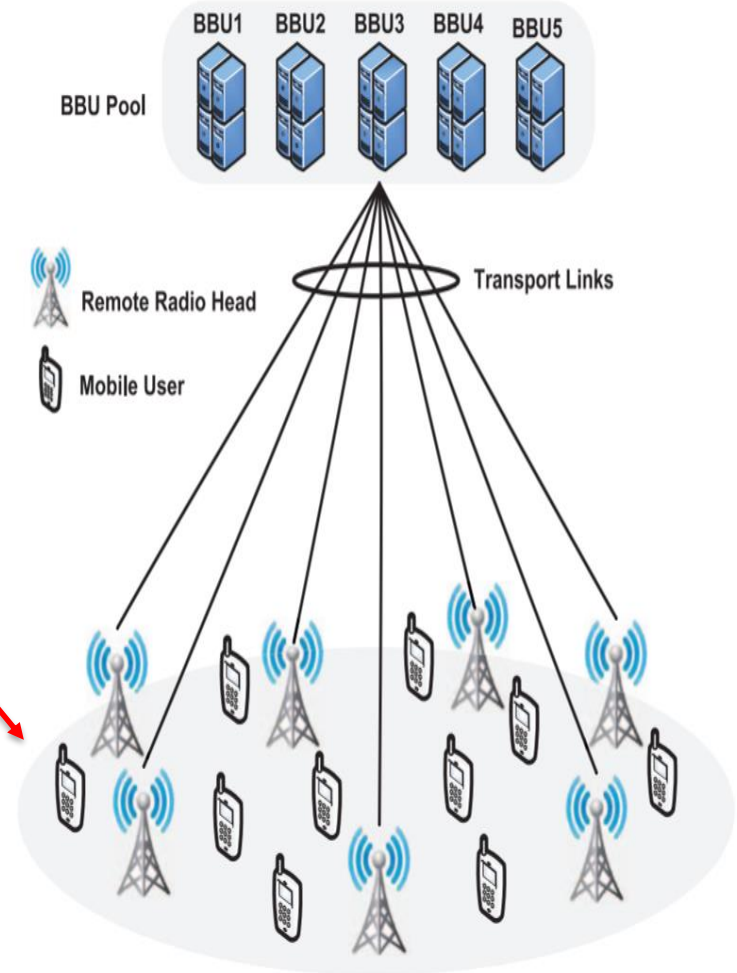 BBU1 BBU2 BBU3 BBU4 BBU5
BBU Pool
Transport Links
Remote Radio Head
Mobile User